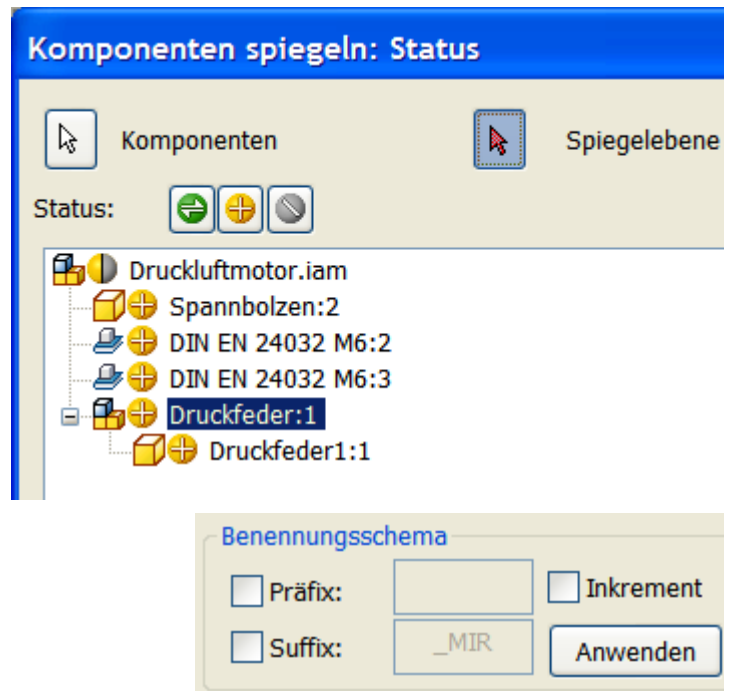 Komponenten spiegeln: Status
Komponenten Spiegelebene
Status:
Druckluftmotor.iam
Spannbolzen:2
DIN EN 24032 M6:2
DIN EN 24032 M6:3
Druckfeder:1
Druckfeder1:1
Benennungsschema
Präfix: Inkrement
Suffix: _MIR Anwenden